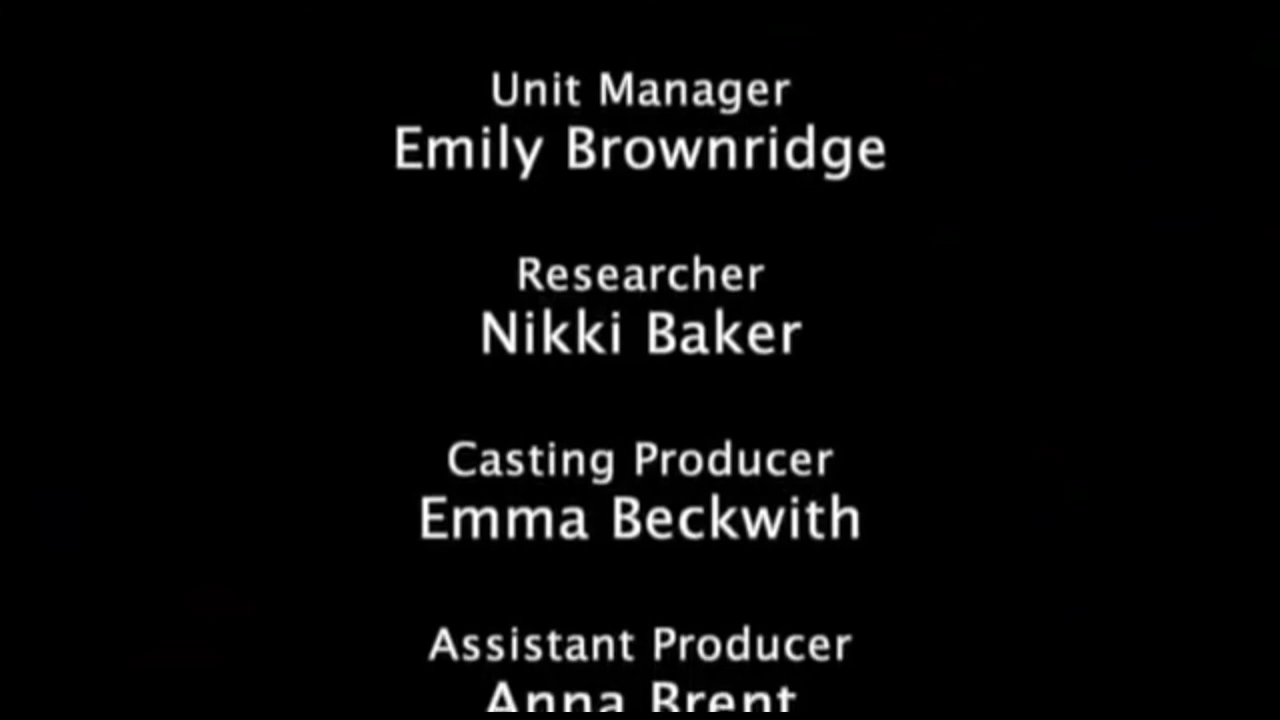 Unit Manager
Emily Brownridge
Researcher
Nikki Baker
Casting Producer
Emma Beckwith
Assistant Producer
Anna Brent